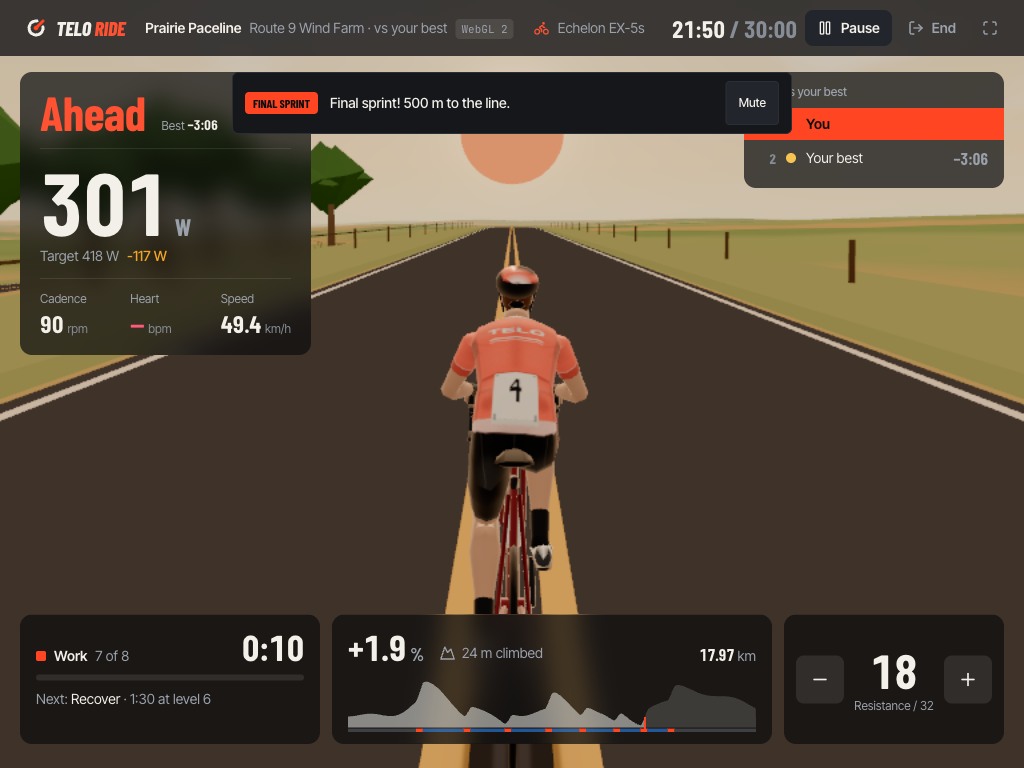 TELO RIDE
Prairie Paceline Route 9 Wind Farm · vs your best WebGL 2 Echelon EX-5s 21:50 / 30:00 Pause End
FINAL SPRINT Final sprint! 500 m to the line. Mute
Ahead Best −3:06
301 W
Target 418 W -117 W
Cadence Heart Speed
90 rpm – bpm 49.4 km/h
s your best
You
2 Your best −3:06
TELO
4
Work 7 of 8 0:10
Next: Recover · 1:30 at level 6
+1.9 % 24 m climbed 17.97 km
− 18 +
Resistance / 32